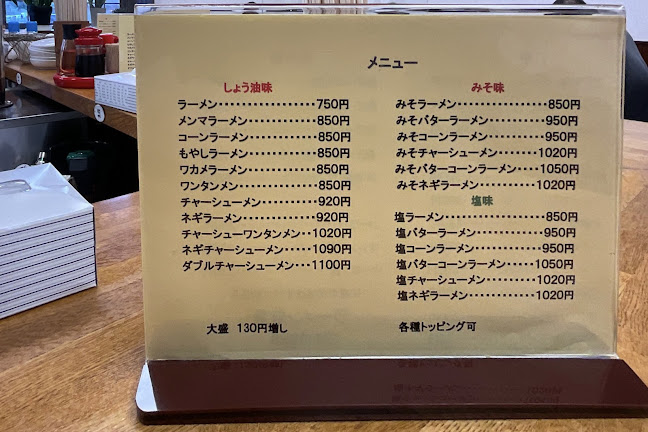 メニュー
しょう油味
ラーメン・・・・・・・・・・・・・・・・・・750円
メンマラーメン・・・・・・・・・・・・850円
コーンラーメン・・・・・・・・・・・・850円
もやしラーメン・・・・・・・・・・・・850円
ワカメラーメン・・・・・・・・・・・・850円
ワンタンメン・・・・・・・・・・・・・・850円
チャーシューメン・・・・・・・・・920円
ネギラーメン・・・・・・・・・・・・・920円
チャーシューワンタンメン・・1020円
ネギチャーシューメン・・・・1090円
ダブルチャーシューメン・・・1100円
大盛 130円増し
みそ味
みそラーメン・・・・・・・・・・・・・・850円
みそバターラーメン・・・・・・・・950円
みそコーンラーメン・・・・・・・・950円
みそチャーシューメン・・・・・・1020円
みそバターコーンラーメン・・・・1050円
みそネギラーメン・・・・・・・・・1020円
塩味
塩ラーメン・・・・・・・・・・・・・・・850円
塩バターラーメン・・・・・・・・・・950円
塩コーンラーメン・・・・・・・・・・950円
塩バターコーンラーメン・・・・・1050円
塩チャーシューメン・・・・・・・・1020円
塩ネギラーメン・・・・・・・・・・・1020円
各種トッピング可